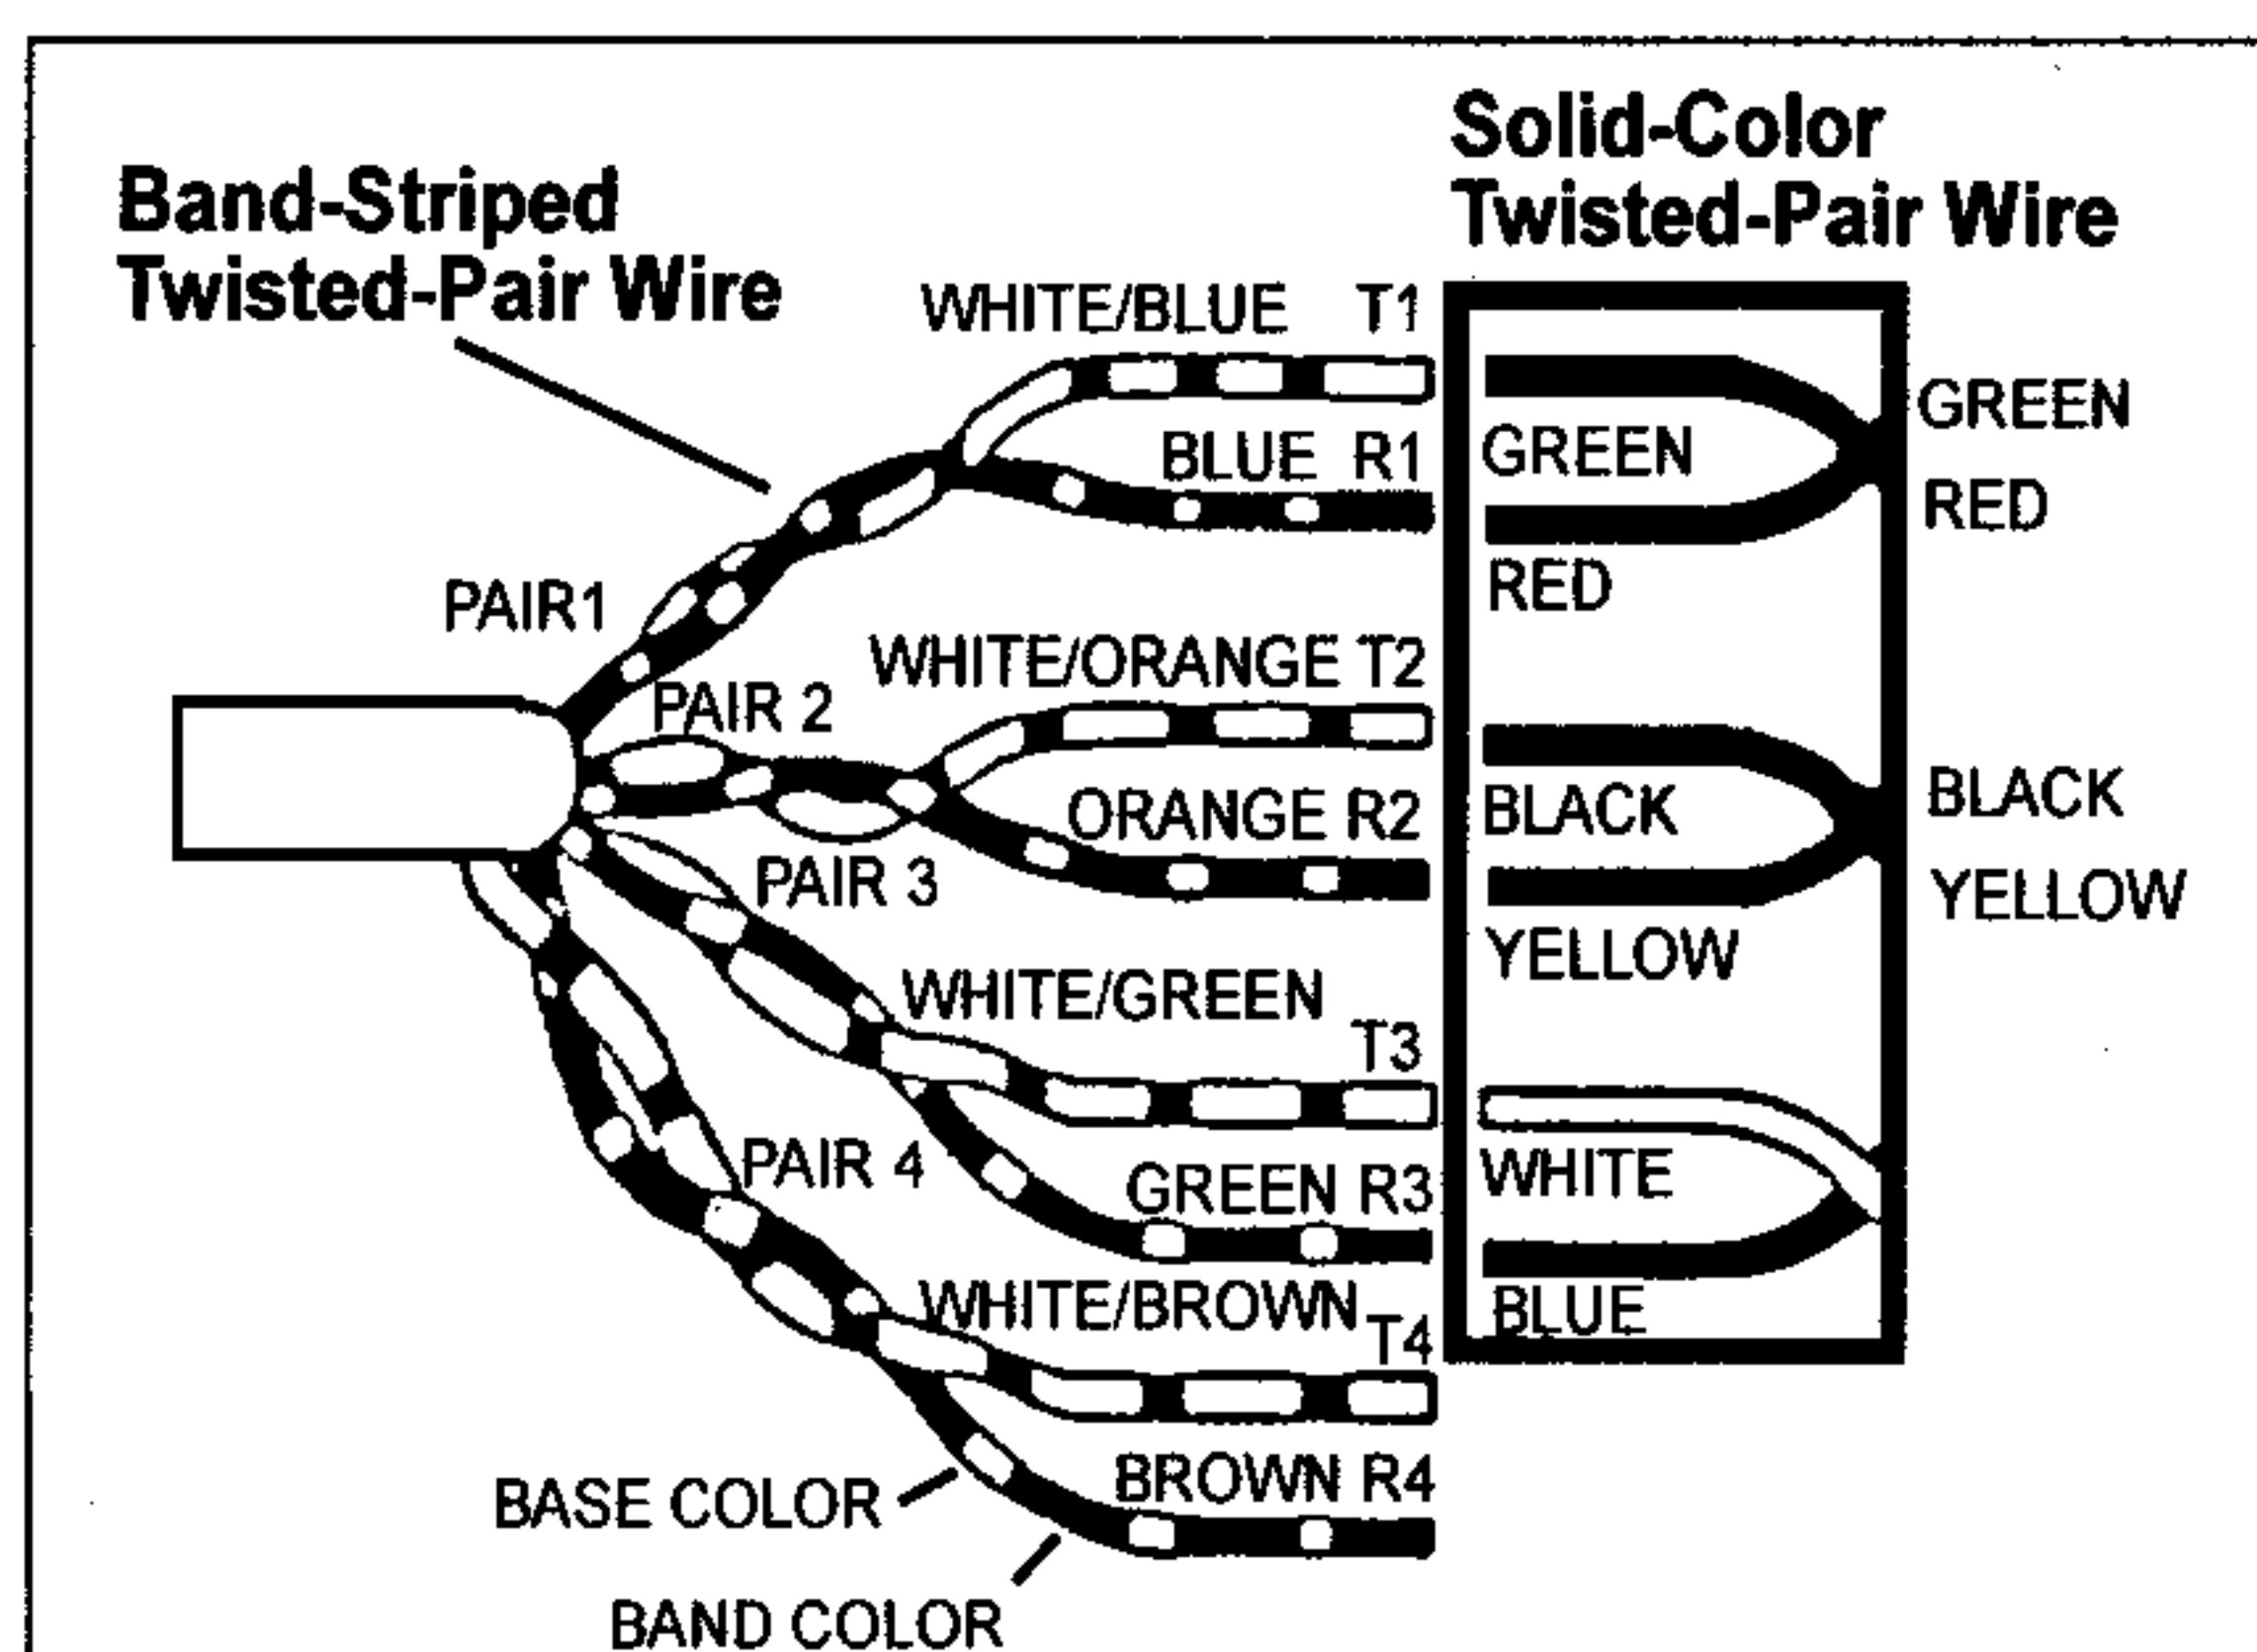 Band-Striped
Twisted-Pair Wire
Solid-Color
Twisted-Pair Wire
WHITE/BLUE T1
BLUE R1
GREEN
RED
GREEN
RED
PAIR1
WHITE/ORANGE T2
PAIR 2
ORANGE R2
BLACK
YELLOW
BLACK
YELLOW
PAIR 3
WHITE/GREEN
T3
GREEN R3
WHITE
BLUE
PAIR 4
WHITE/BROWN T4
BROWN R4
BASE COLOR
BAND COLOR